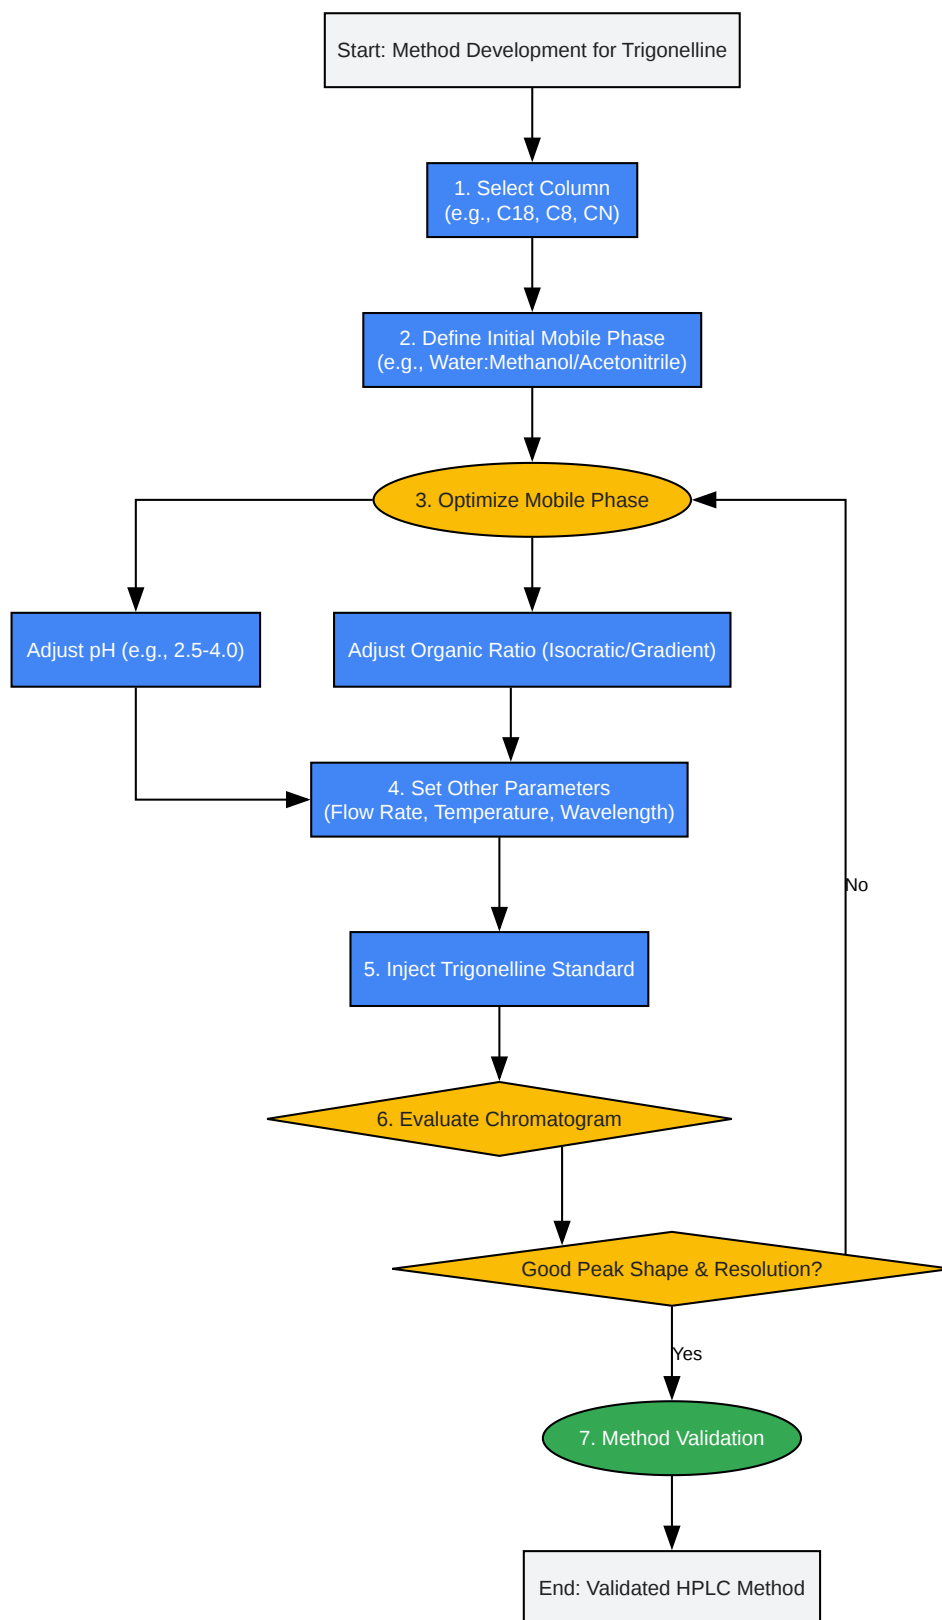 Start: Method Development for Trigonelline
1. Select Column
(e.g., C18, C8, CN)
2. Define Initial Mobile Phase
(e.g., Water:Methanol/Acetonitrile)
3. Optimize Mobile Phase
Adjust pH (e.g., 2.5-4.0)
Adjust Organic Ratio (Isocratic/Gradient)
4. Set Other Parameters
(Flow Rate, Temperature, Wavelength)
No
5. Inject Trigonelline Standard
6. Evaluate Chromatogram
Good Peak Shape & Resolution?
Yes
7. Method Validation
End: Validated HPLC Method